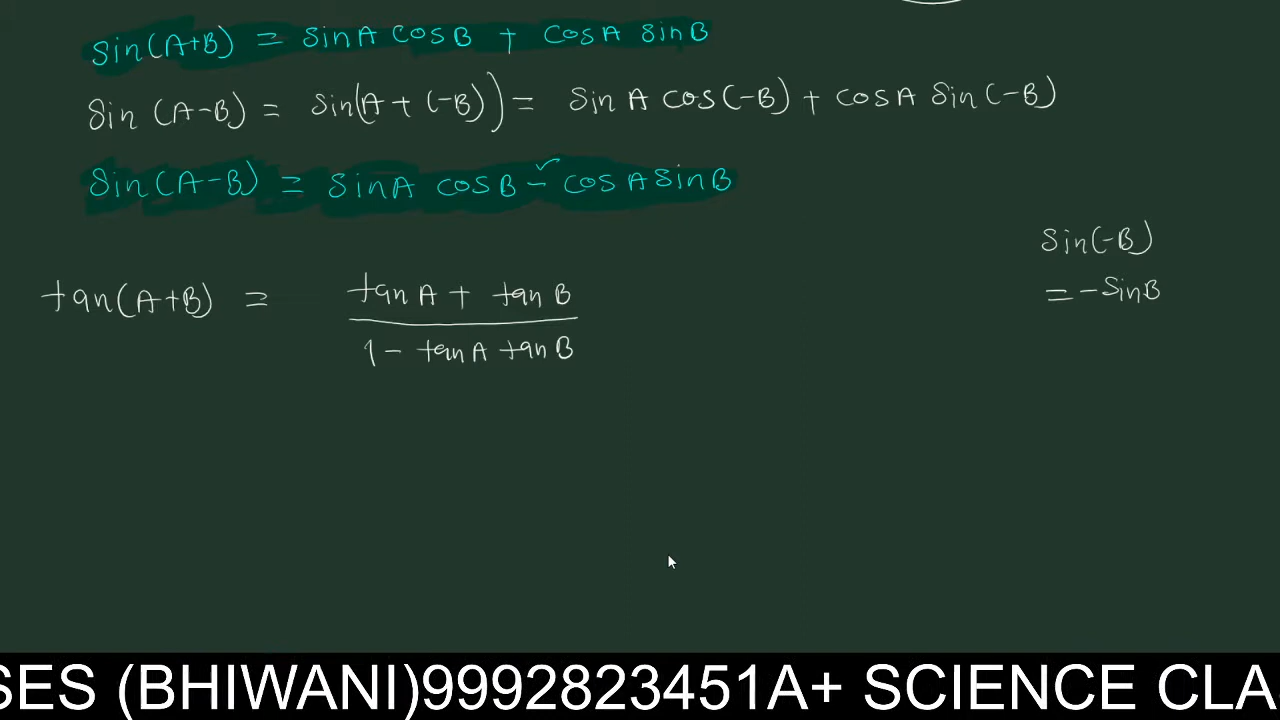 sin(A+B) = sinA cosB + cosA sinB
sin (A-B) = sin(A + (-B)) = sin A cos(-B) + cosA sin(-B)
sin(A-B) = sinA cosB - cosA sinB
sin(-B)
= -sinB
tan(A+B) = tanA + tanB
1 - tanA tanB
SES (BHIWANI)9992823451A+ SCIENCE CLA